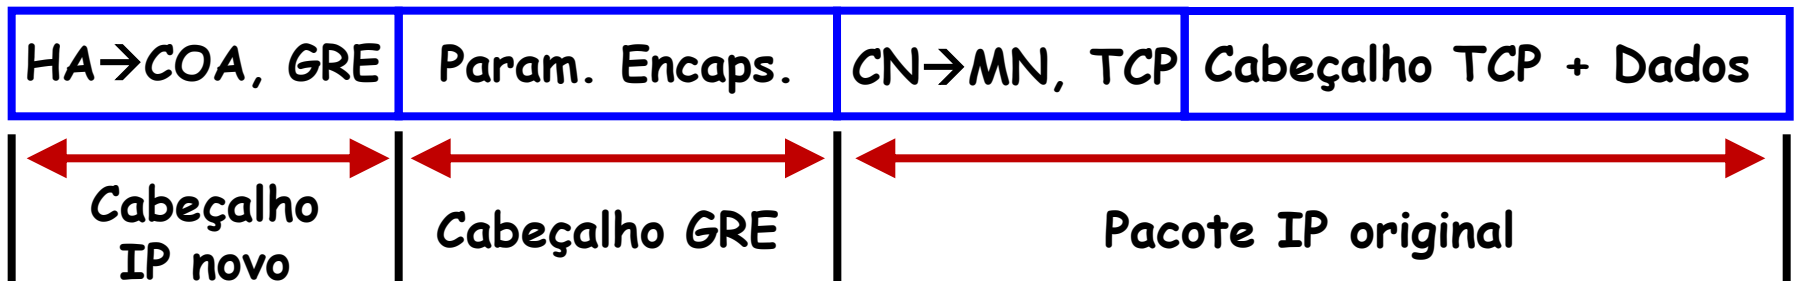 HA→COA, GRE
Param. Encaps.
CN→MN, TCP
Cabeçalho TCP + Dados
Cabeçalho
IP novo
Cabeçalho GRE
Pacote IP original